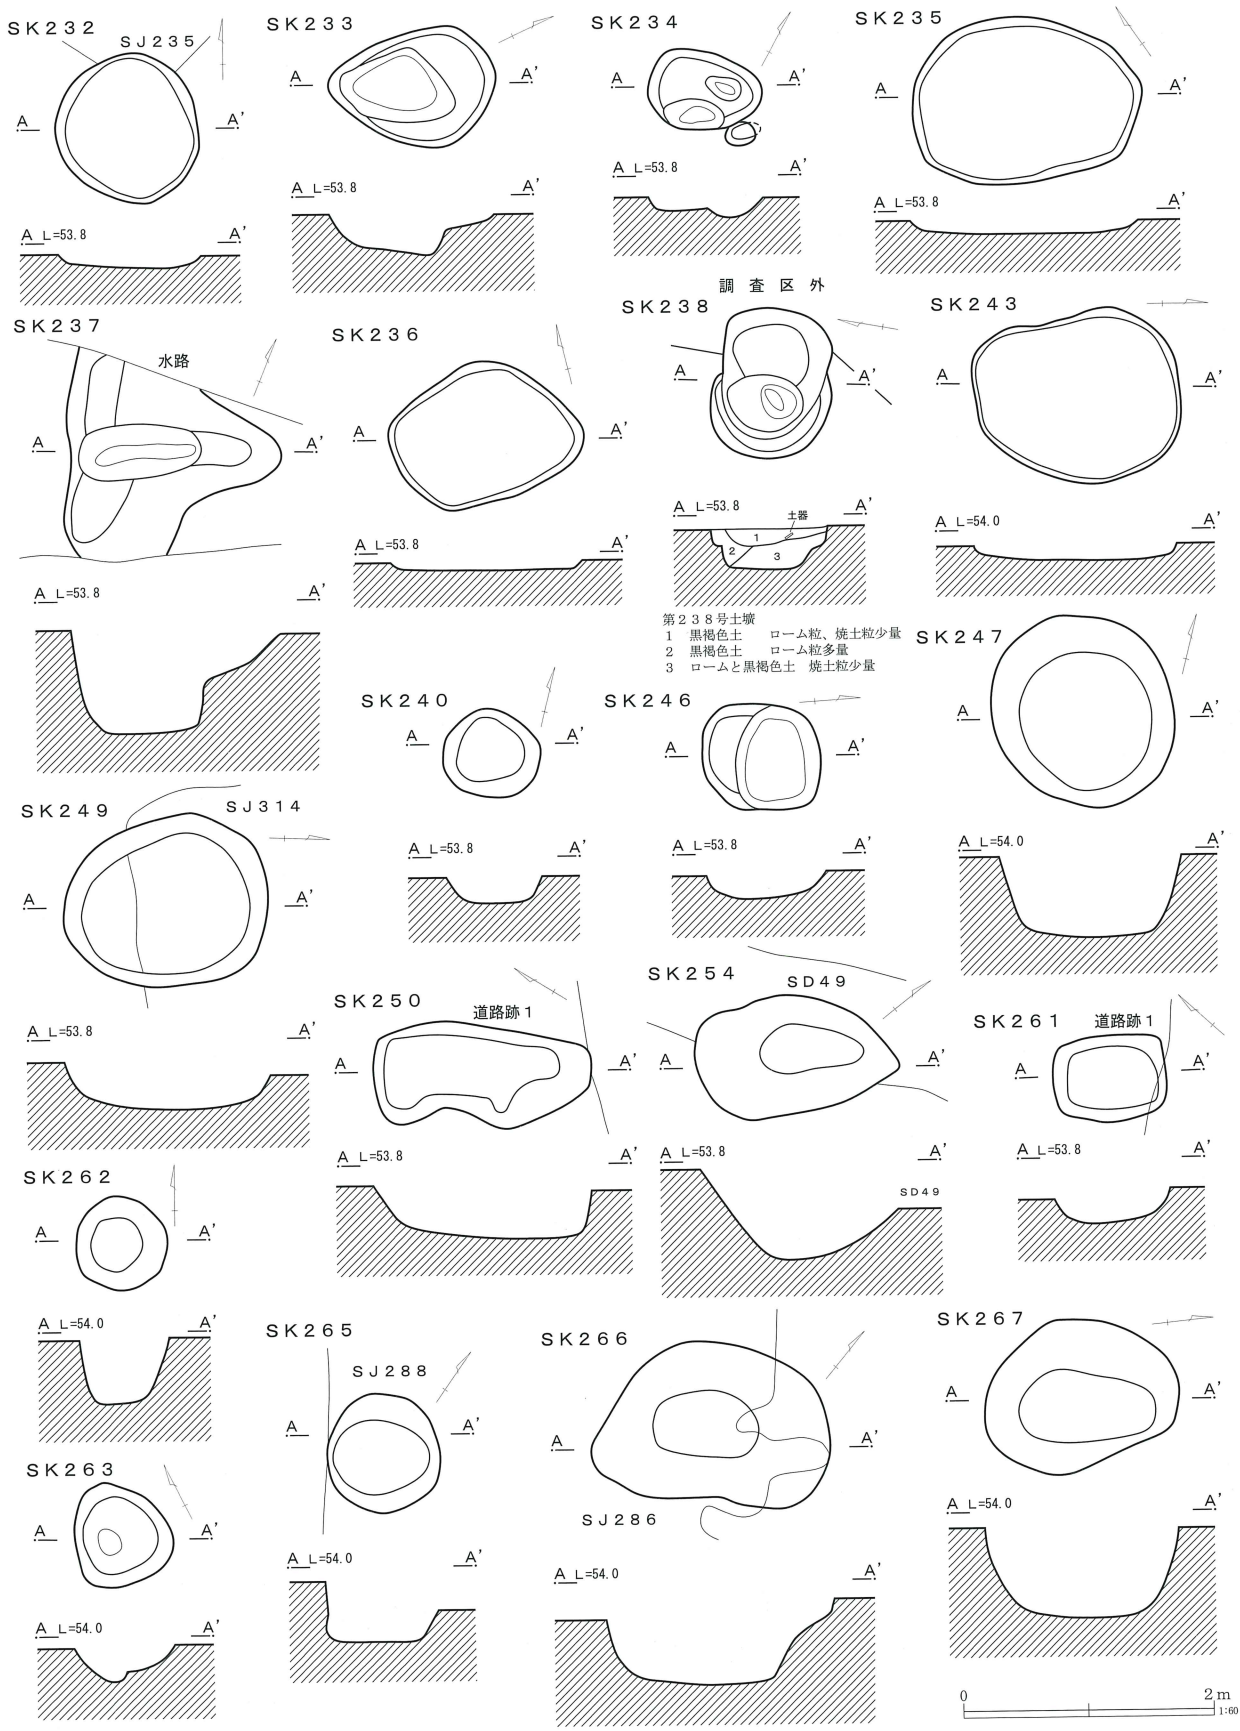 SK232
SJ235
A A'
A L=53.8 A'
SK233
A A'
A L=53.8 A'
SK234
A A'
A L=53.8 A'
SK235
A A'
A L=53.8 A'
SK237
水路
A A'
A L=53.8 A'
SK236
A A'
A L=53.8 A'
調査区外
SK238
A A'
A L=53.8 A'
土器
1
2
3
第238号土壙
1 黒褐色土 ローム粒、焼土粒少量
2 黒褐色土 ローム粒多量
3 ロームと黒褐色土 焼土粒少量
SK243
A A'
A L=54.0 A'
SK240
A A'
A L=53.8 A'
SK246
A A'
A L=53.8 A'
SK247
A A'
A L=54.0 A'
SK249
SJ314
A A'
A L=53.8 A'
SK250
道路跡1
A A'
A L=53.8 A'
SK254
SD49
A A'
A L=53.8 A'
SD49
SK261
道路跡1
A A'
A L=53.8 A'
SK262
A A'
A L=54.0 A'
SK265
SJ288
A A'
A L=54.0 A'
SK266
A A'
SJ286
A L=54.0 A'
SK267
A A'
A L=54.0 A'
SK263
A A'
A L=54.0 A'
0 2m
1:60